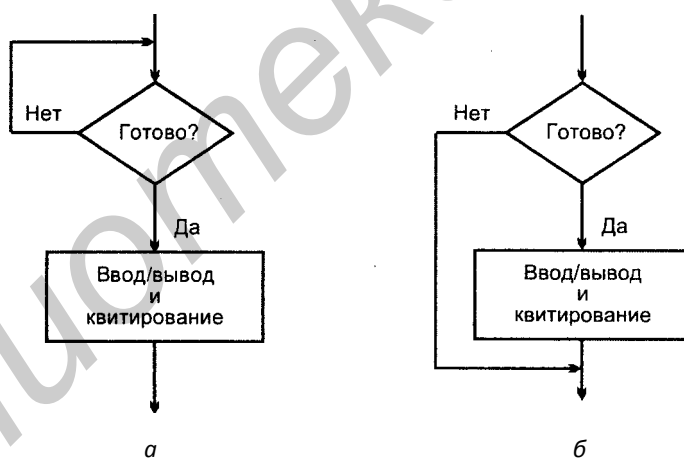 Нет
Готово?
Да
Ввод/вывод
и
квитирование
а
Нет
Готово?
Да
Ввод/вывод
и
квитирование
б